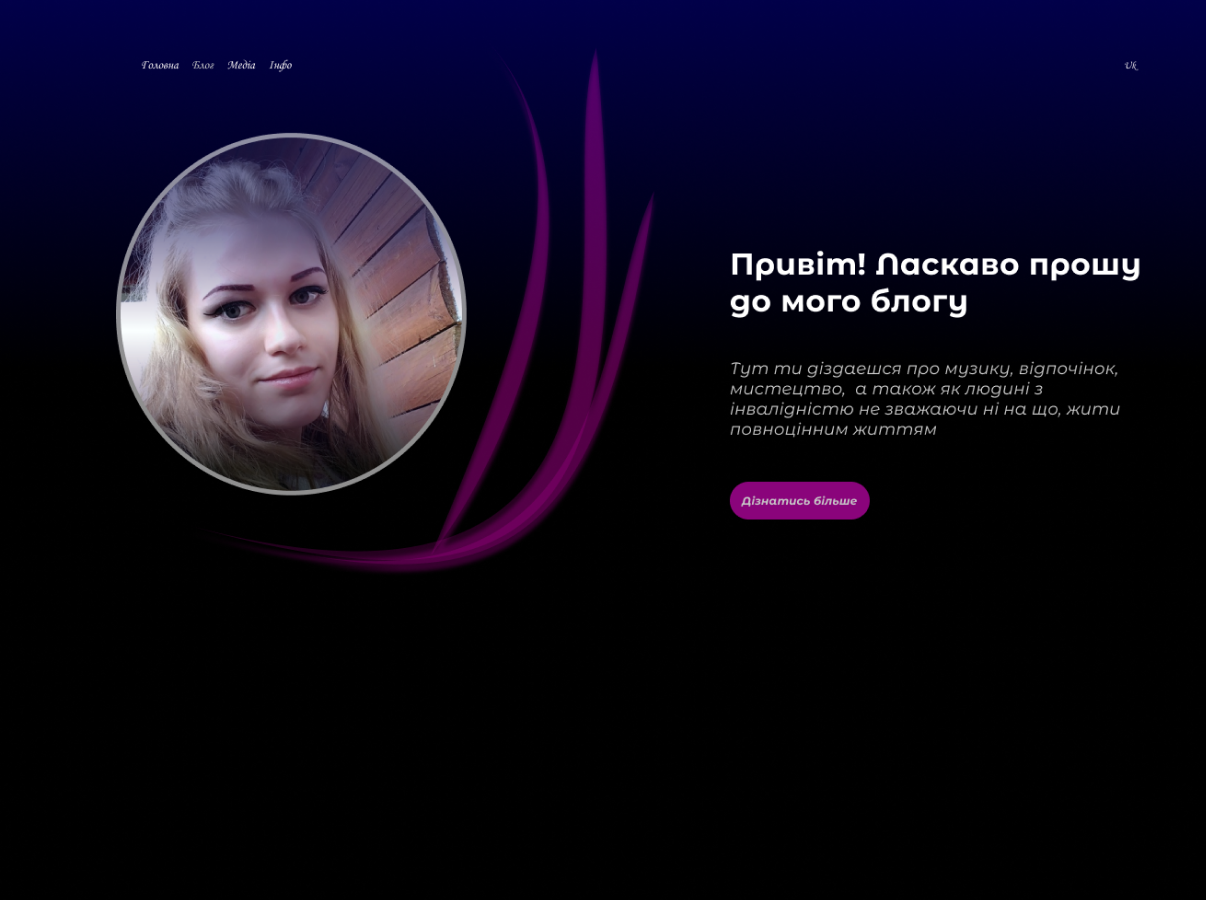 Головна Блог Медіа Інфо
Uk
Привіт! Ласкаво прошу
до мого блогу
Тут ти діздаешся про музику, відпочінок,
мистецтво, а також як людині з
інвалідністю не зважаючи ні на що, жити
повноцінним життям
Дізнатись більше